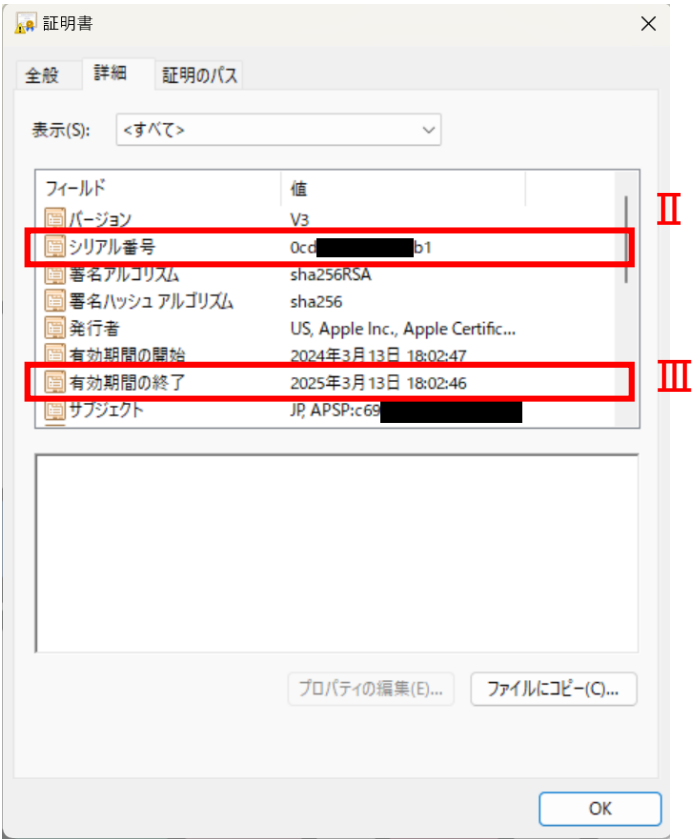 証明書
全般 詳細 証明のパス
表示(S): <すべて>
フィールド 値
バージョン V3
Ⅱ
シリアル番号 0cd b1
署名アルゴリズム sha256RSA
署名ハッシュ アルゴリズム sha256
発行者 US, Apple Inc., Apple Certific...
有効期間の開始 2024年3月13日 18:02:47
Ⅲ
有効期間の終了 2025年3月13日 18:02:46
サブジェクト JP, APSP:c69
プロパティの編集(E)... ファイルにコピー(C)...
OK